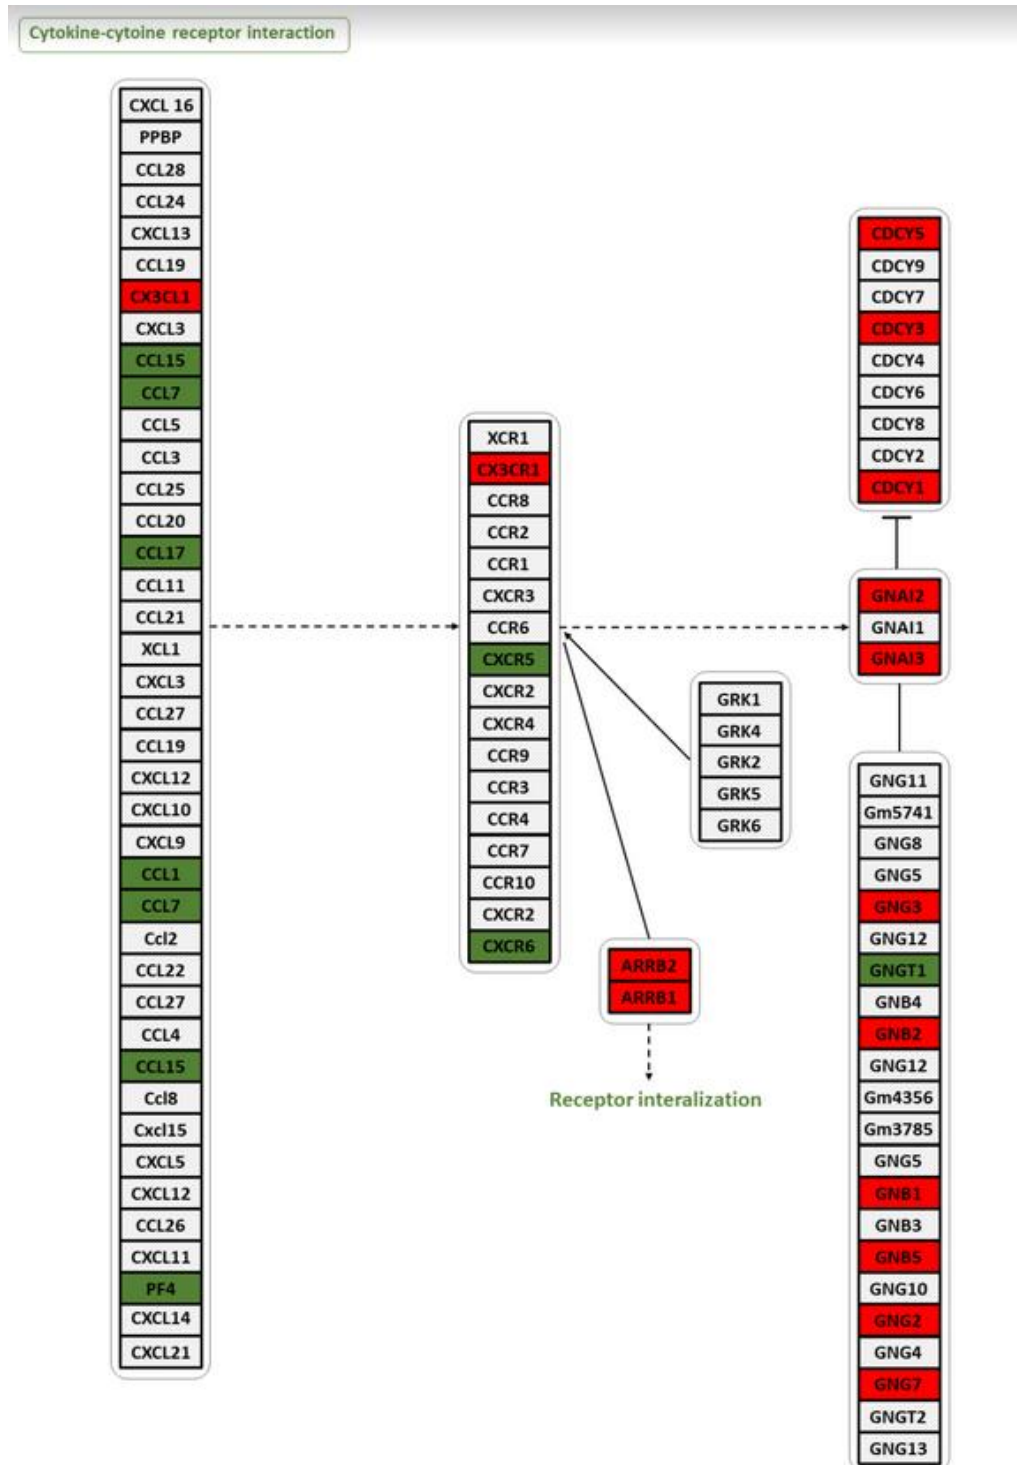 Cytokine-cytoine receptor interaction
CXCL 16
PPBP
CCL28
CCL24
CXCL13
CCL19
CX3CL1
CXCL3
CCL15
CCL7
CCL5
CCL3
CCL25
CCL20
CCL17
CCL11
CCL21
XCL1
CXCL3
CCL27
CCL19
CXCL12
CXCL10
CXCL9
CCL1
CCL7
Ccl2
CCL22
CCL27
CCL4
CCL15
Ccl8
Cxcl15
CXCL5
CXCL12
CCL26
CXCL11
PF4
CXCL14
CXCL21
XCR1
CX3CR1
CCR8
CCR2
CCR1
CXCR3
CCR6
CXCR5
CXCR2
CXCR4
CCR9
CCR3
CCR4
CCR7
CCR10
CXCR2
CXCR6
GRK1
GRK4
GRK2
GRK5
GRK6
ARRB2
ARRB1
Receptor interalization
CDCY5
CDCY9
CDCY7
CDCY3
CDCY4
CDCY6
CDCY8
CDCY2
CDCY1
GNAI2
GNAI1
GNAI3
GNG11
Gm5741
GNG8
GNG5
GNG3
GNG12
GNGT1
GNB4
GNB2
GNG12
Gm4356
Gm3785
GNG5
GNB1
GNB3
GNB5
GNG10
GNG2
GNG4
GNG7
GNGT2
GNG13